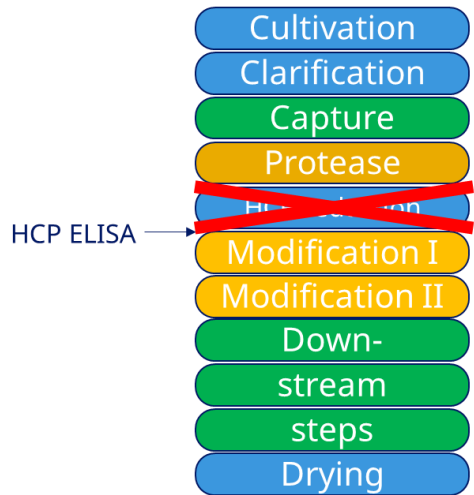 Cultivation
Clarification
Capture
Protease
HCP ELISA
Modification I
Modification II
Down-
stream
steps
Drying